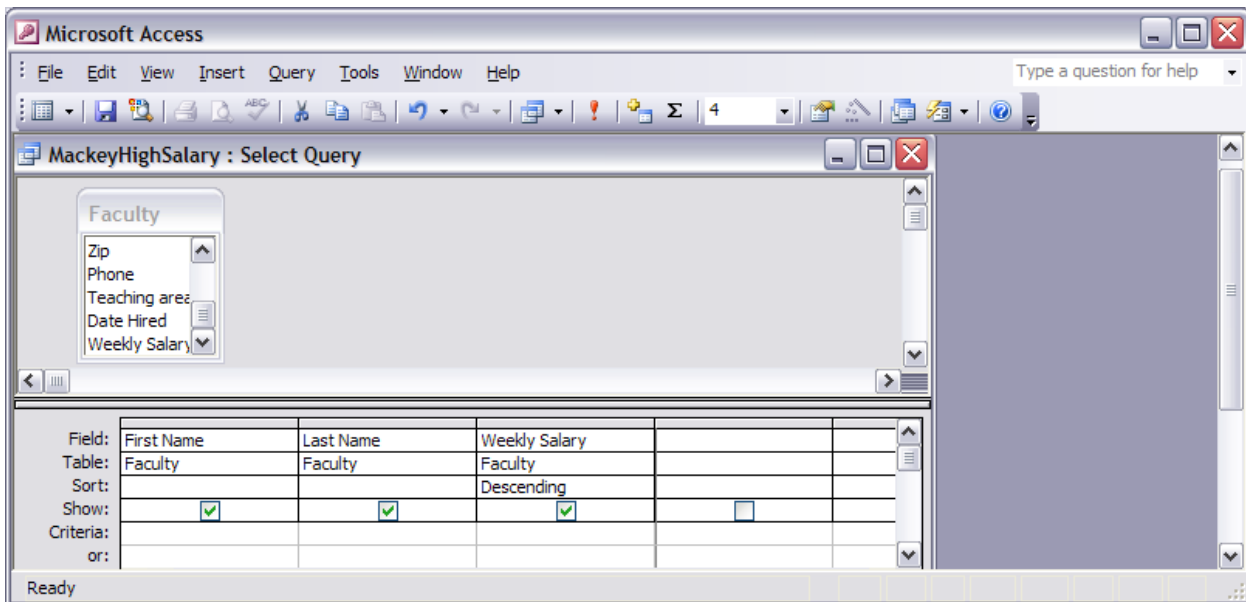 Microsoft Access
File Edit View Insert Query Tools Window Help Type a question for help
ABC Σ 4
MackeyHighSalary : Select Query
Faculty
Zip
Phone
Teaching area
Date Hired
Weekly Salary
Field: First Name Last Name Weekly Salary
Table: Faculty Faculty Faculty
Sort: Descending
Show:
Criteria:
or:
Ready